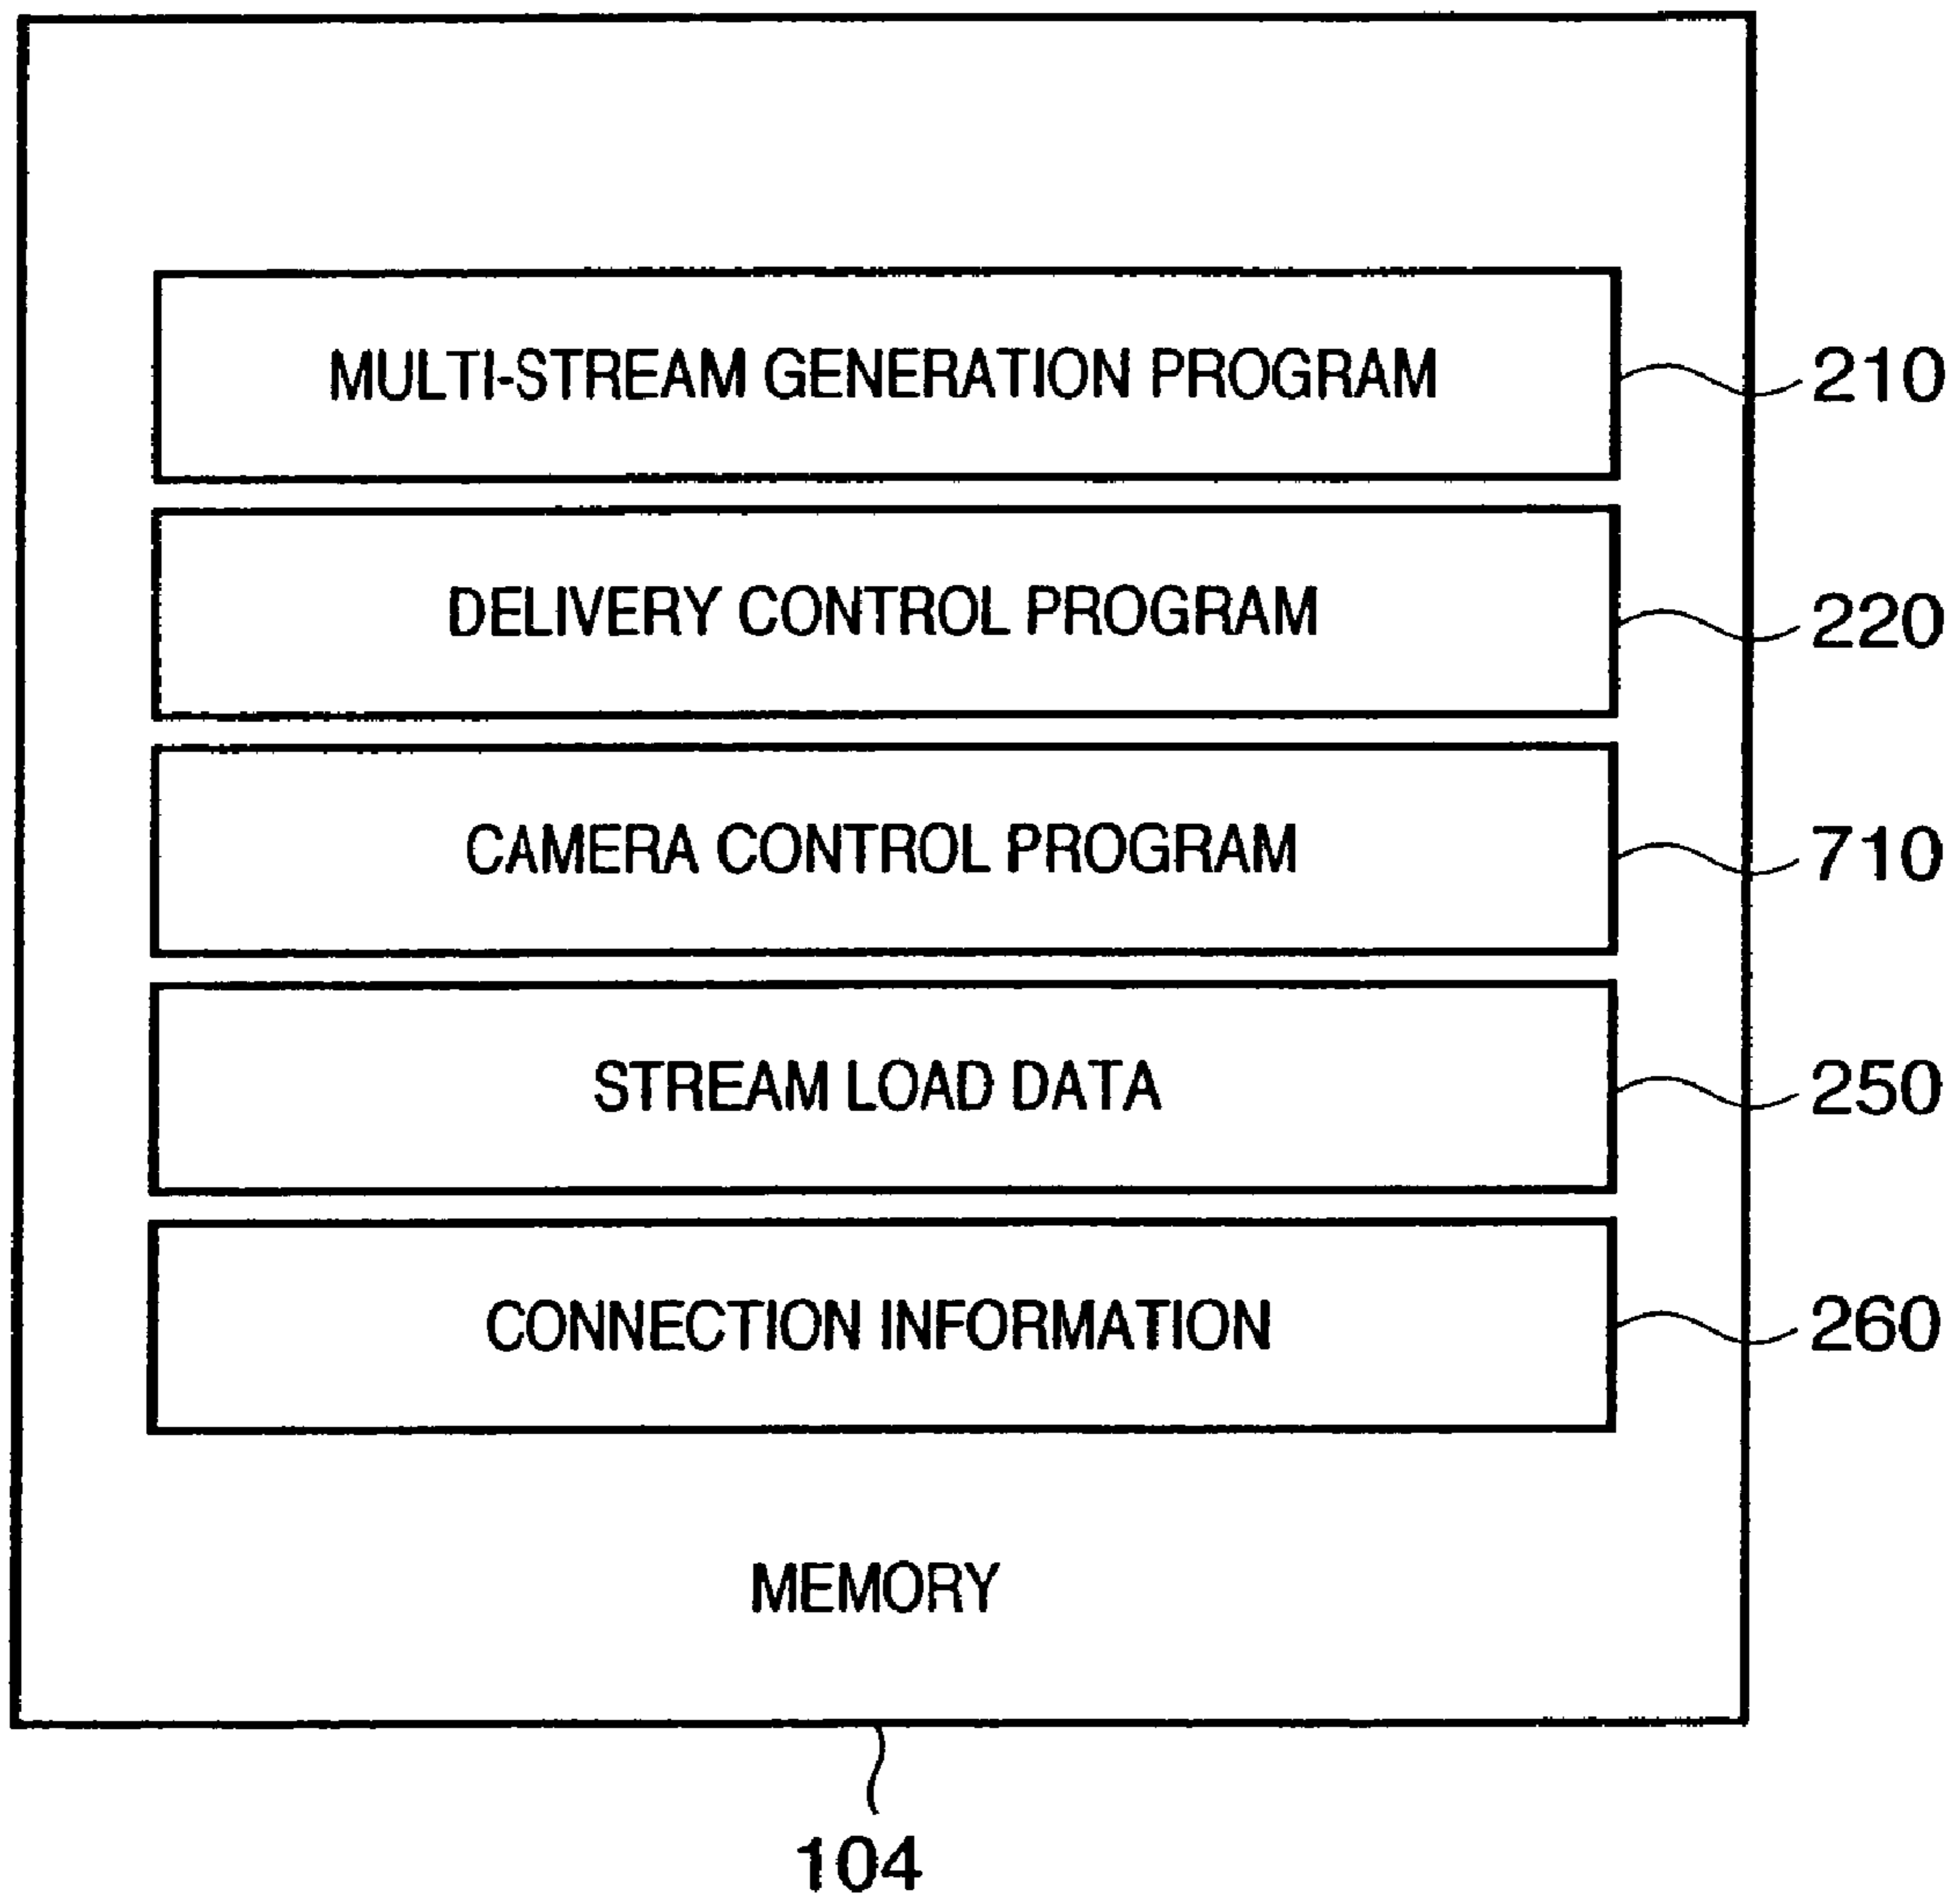 MULTI-STREAM GENERATION PROGRAM 210
DELIVERY CONTROL PROGRAM 220
CAMERA CONTROL PROGRAM 710
STREAM LOAD DATA 250
CONNECTION INFORMATION 260
MEMORY
104